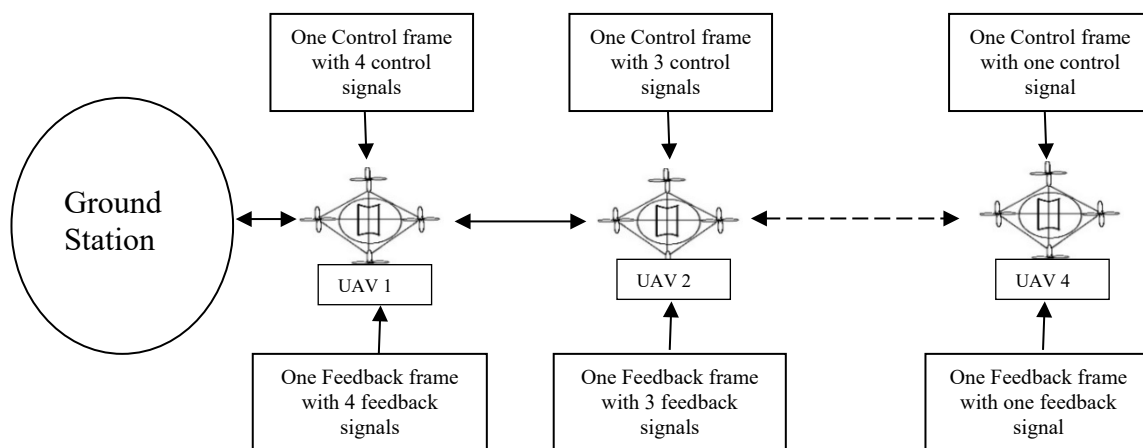 One Control frame
with 4 control
signals
One Control frame
with 3 control
signals
One Control frame
with one control
signal
Ground
Station
UAV 1
UAV 2
UAV 4
One Feedback frame
with 4 feedback
signals
One Feedback frame
with 3 feedback
signals
One Feedback frame
with one feedback
signal